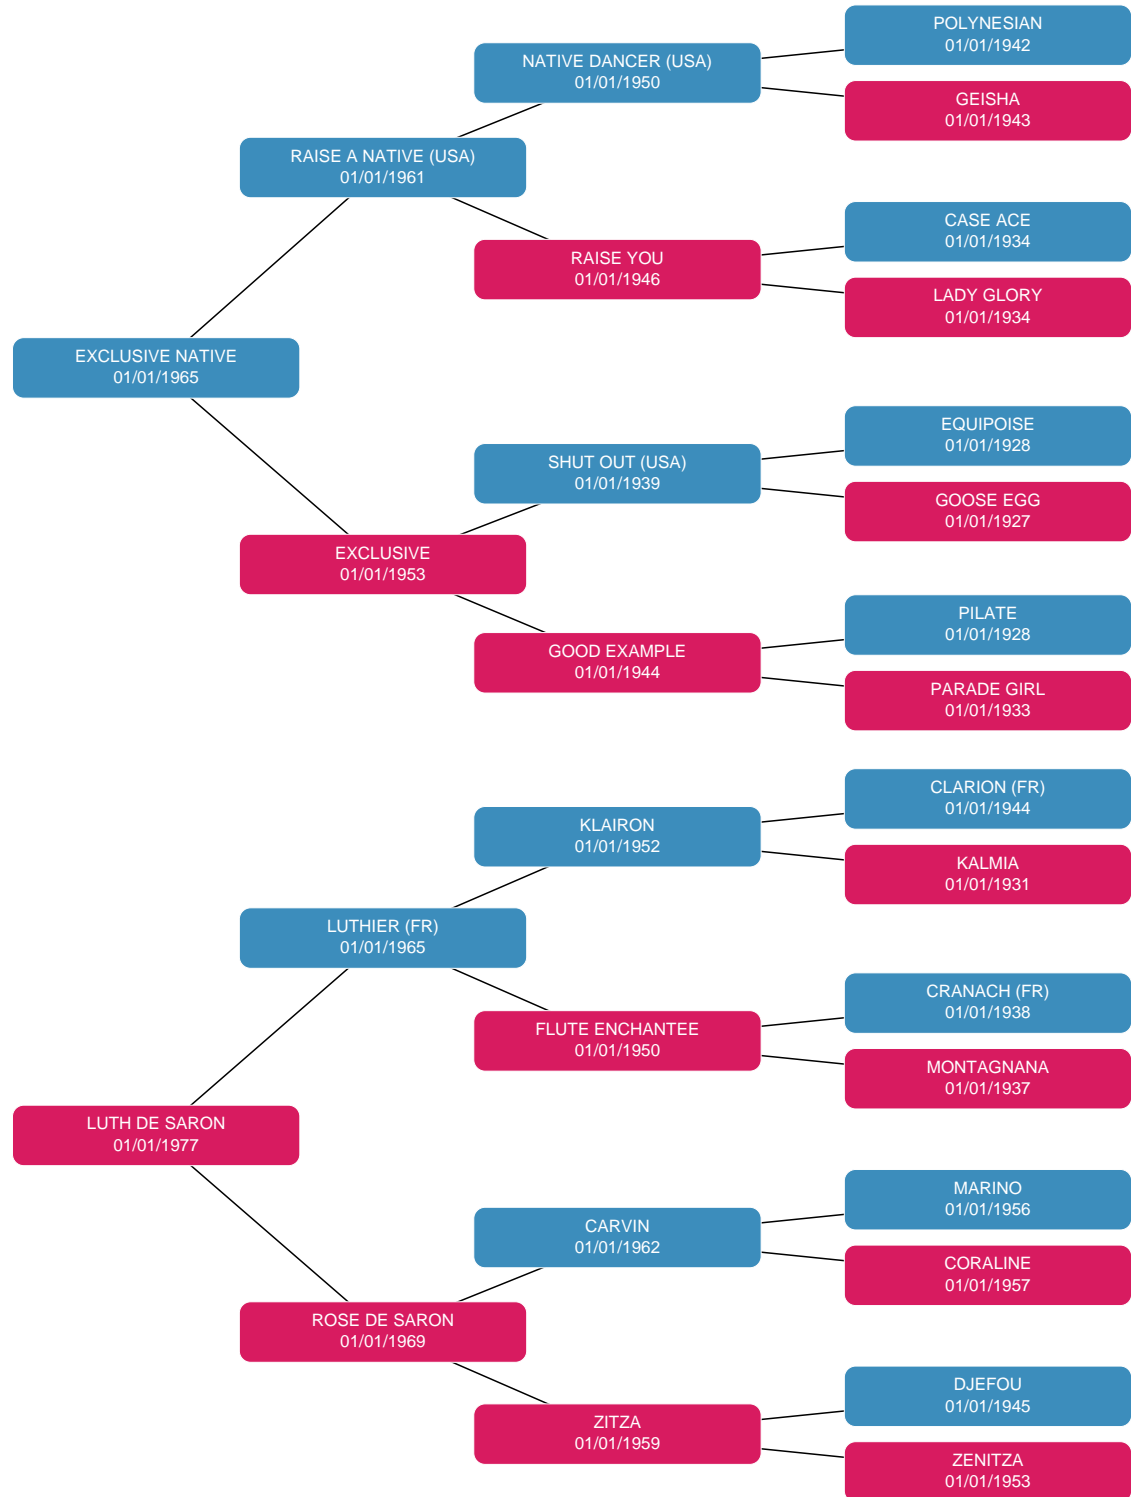 POLYNESIAN
01/01/1942
NATIVE DANCER (USA)
01/01/1950
GEISHA
01/01/1943
RAISE A NATIVE (USA)
01/01/1961
CASE ACE
01/01/1934
RAISE YOU
01/01/1946
LADY GLORY
01/01/1934
EXCLUSIVE NATIVE
01/01/1965
EQUIPOISE
01/01/1928
SHUT OUT (USA)
01/01/1939
GOOSE EGG
01/01/1927
EXCLUSIVE
01/01/1953
PILATE
01/01/1928
GOOD EXAMPLE
01/01/1944
PARADE GIRL
01/01/1933
CLARION (FR)
01/01/1944
KLAIRON
01/01/1952
KALMIA
01/01/1931
LUTHIER (FR)
01/01/1965
CRANACH (FR)
01/01/1938
FLUTE ENCHANTEE
01/01/1950
MONTAGNANA
01/01/1937
LUTH DE SARON
01/01/1977
MARINO
01/01/1956
CARVIN
01/01/1962
CORALINE
01/01/1957
ROSE DE SARON
01/01/1969
DJEFOU
01/01/1945
ZITZA
01/01/1959
ZENITZA
01/01/1953